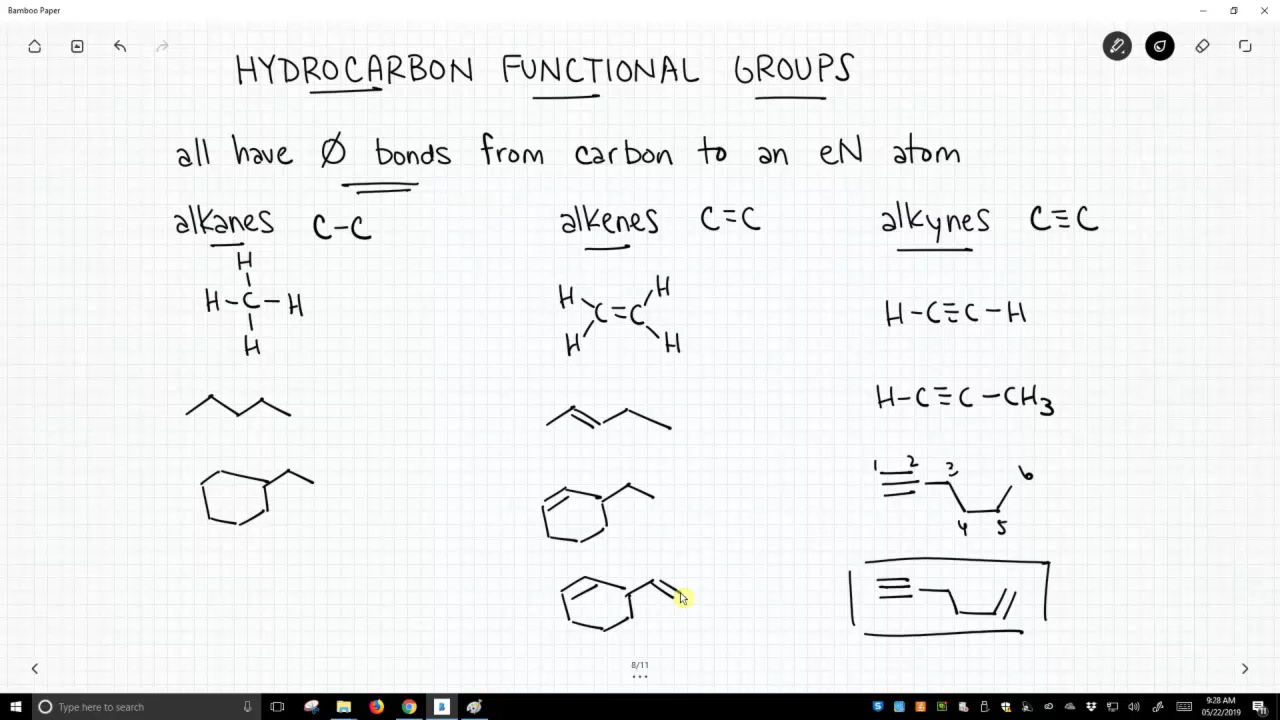 Bamboo Paper
HYDROCARBON FUNCTIONAL GROUPS
all have Ø bonds from carbon to an eN atom
alkanes C-C
alkenes C=C
alkynes C≡C
H
H-C-H
H
H H
C=C
H H
H-C≡C-H
H-C≡C-CH3
1 2 3 6
4 5
8/11
Type here to search
9:28 AM
05/22/2019